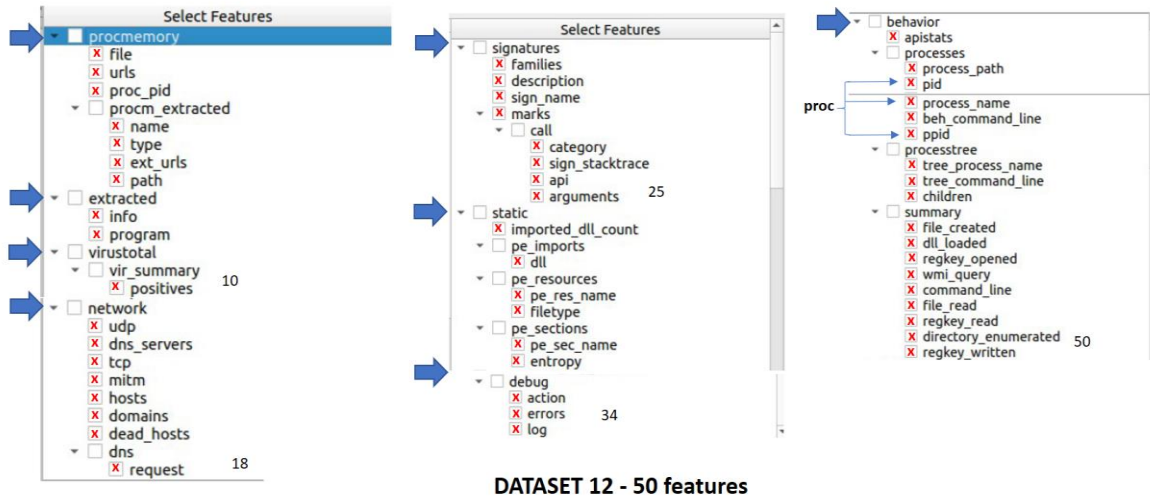 Select Features
procmemory
file
urls
proc_pid
procm_extracted
name
type
ext_urls
path
extracted
info
program
virustotal
vir_summary
positives 10
network
udp
dns_servers
tcp
mitm
hosts
domains
dead_hosts
dns
request 18
Select Features
signatures
families
description
sign_name
marks
call
category
sign_stacktrace
api
arguments 25
static
imported_dll_count
pe_imports
dll
pe_resources
pe_res_name
filetype
pe_sections
pe_sec_name
entropy
debug
action
errors 34
log
behavior
apistats
processes
process_path
pid
proc
process_name
beh_command_line
ppid
processtree
tree_process_name
tree_command_line
children
summary
file_created
dll_loaded
regkey_opened
wmi_query
command_line
file_read
regkey_read
directory_enumerated 50
regkey_written
DATASET 12 - 50 features